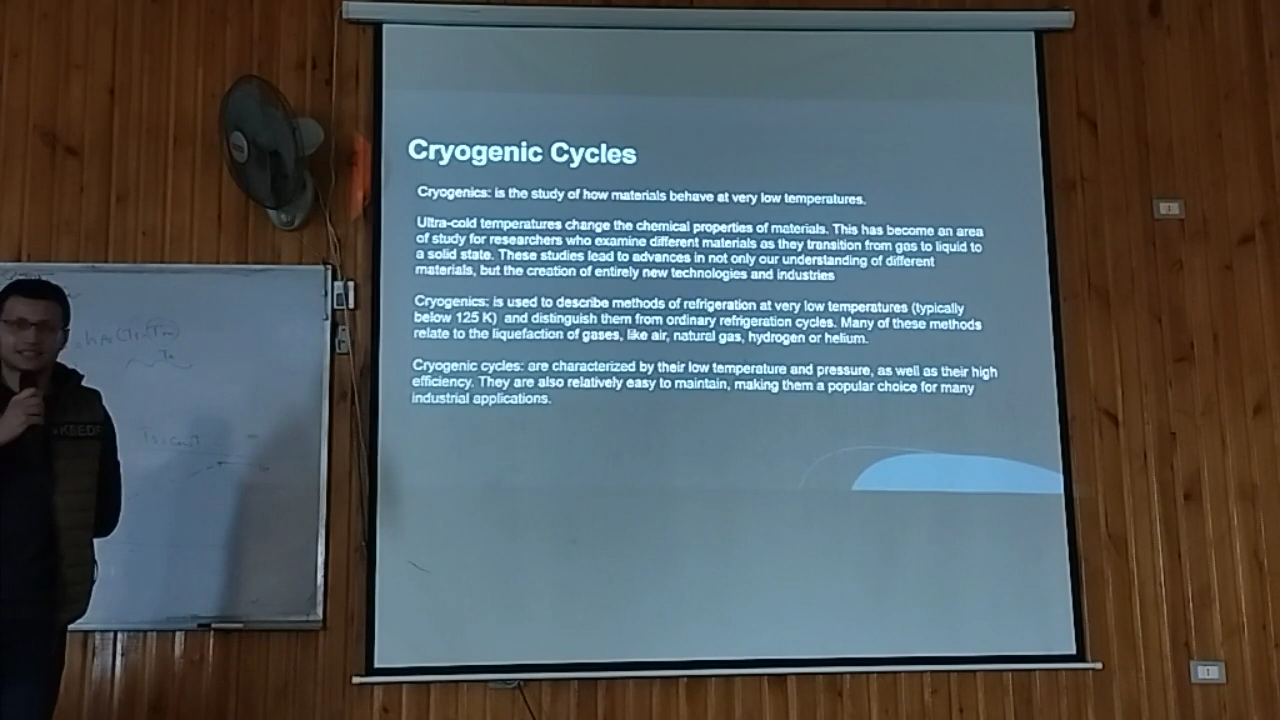 Cryogenic Cycles
Cryogenics: is the study of how materials behave at very low temperatures.
Ultra-cold temperatures change the chemical properties of materials. This has become an area
of study for researchers who examine different materials as they transition from gas to liquid to
a solid state. These studies lead to advances in not only our understanding of different
materials, but the creation of entirely new technologies and industries
Cryogenics: is used to describe methods of refrigeration at very low temperatures (typically
below 125 K) and distinguish them from ordinary refrigeration cycles. Many of these methods
relate to the liquefaction of gases, like air, natural gas, hydrogen or helium.
Cryogenic cycles: are characterized by their low temperature and pressure, as well as their high
efficiency. They are also relatively easy to maintain, making them a popular choice for many
industrial applications.